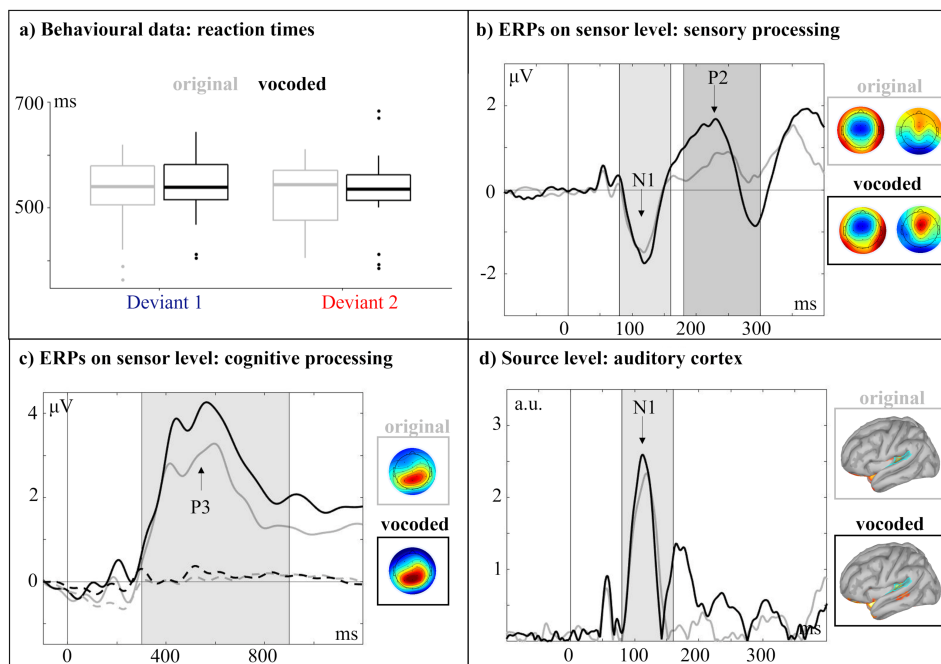 a) Behavioural data: reaction times
original vocoded
ms
700
500
Deviant 1 Deviant 2
b) ERPs on sensor level: sensory processing
µV
2
0
-2
N1
P2
0 100 200 300
ms
original
vocoded
c) ERPs on sensor level: cognitive processing
µV
4
2
0
P3
0 400 800
ms
original
vocoded
d) Source level: auditory cortex
a.u.
3
2
1
N1
0 100 200 300
ms
original
vocoded